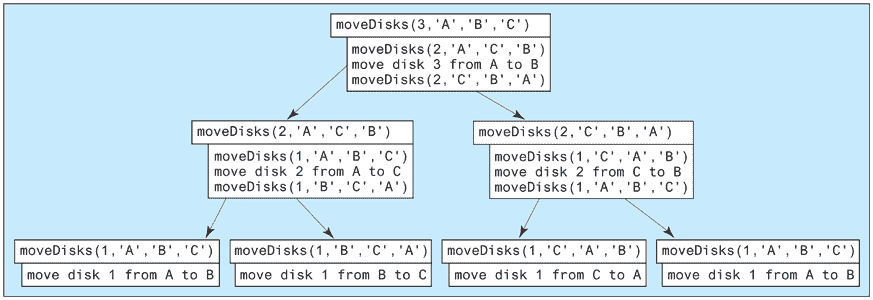 moveDisks(3,'A','B','C')
moveDisks(2,'A','C','B')
move disk 3 from A to B
moveDisks(2,'C','B','A')
moveDisks(2,'A','C','B')
moveDisks(1,'A','B','C')
move disk 2 from A to C
moveDisks(1,'B','C','A')
moveDisks(2,'C','B','A')
moveDisks(1,'C','A','B')
move disk 2 from C to B
moveDisks(1,'A','B','C')
moveDisks(1,'A','B','C')
move disk 1 from A to B
moveDisks(1,'B','C','A')
move disk 1 from B to C
moveDisks(1,'C','A','B')
move disk 1 from C to A
moveDisks(1,'A','B','C')
move disk 1 from A to B